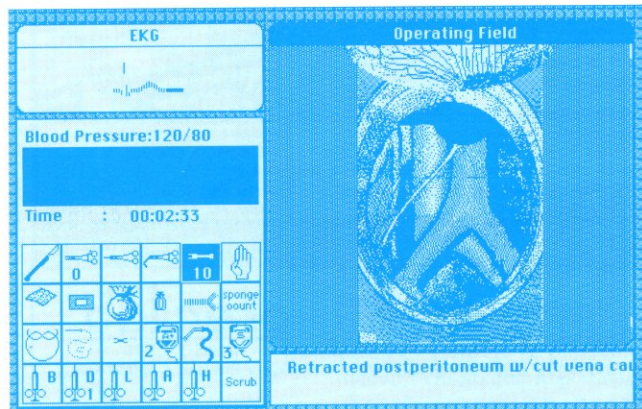 EKG
Operating Field
Blood Pressure:120/80
Time : 00:02:33
0
10
sponge
count
2
3
B
D
1
L
A
H
Scrub
Retracted postperitoneum w/cut vena